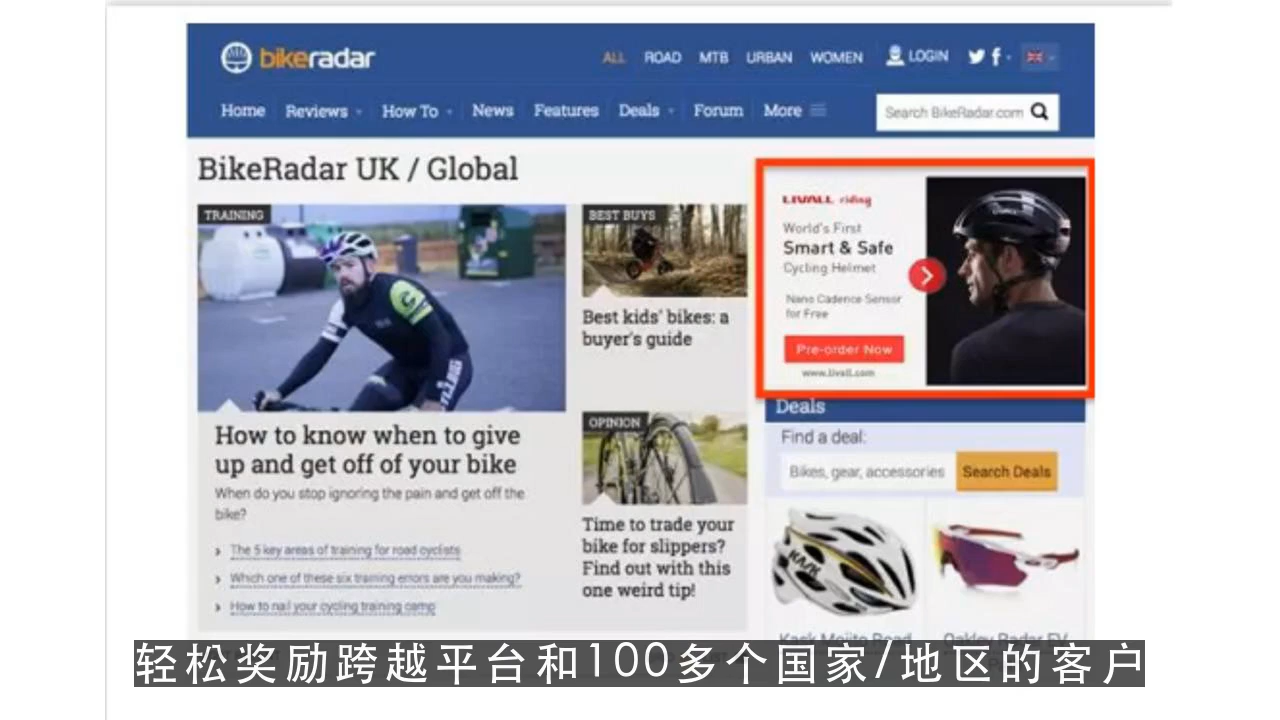 bikeradar
ALL ROAD MTB URBAN WOMEN LOGIN
Home Reviews How To News Features Deals Forum More
Search BikeRadar.com
BikeRadar UK / Global
TRAINING
BEST BUYS
LIVALL riding
World's First
Smart & Safe
Cycling Helmet
Nano Cadence Sensor
for Free
Pre-order Now
www.livall.com
Best kids' bikes: a
buyer's guide
Deals
Find a deal:
Bikes, gear, accessories Search Deals
OPINION
How to know when to give
up and get off of your bike
When do you stop ignoring the pain and get off the
bike?
The 5 key areas of training for road cyclists
Which one of these six training errors are you making?
How to nail your cycling training camp
Time to trade your
bike for slippers?
Find out with this
one weird tip!
KASK
Kask Mojito Road
Oakley Radar EV
轻松奖励跨越平台和100多个国家/地区的客户